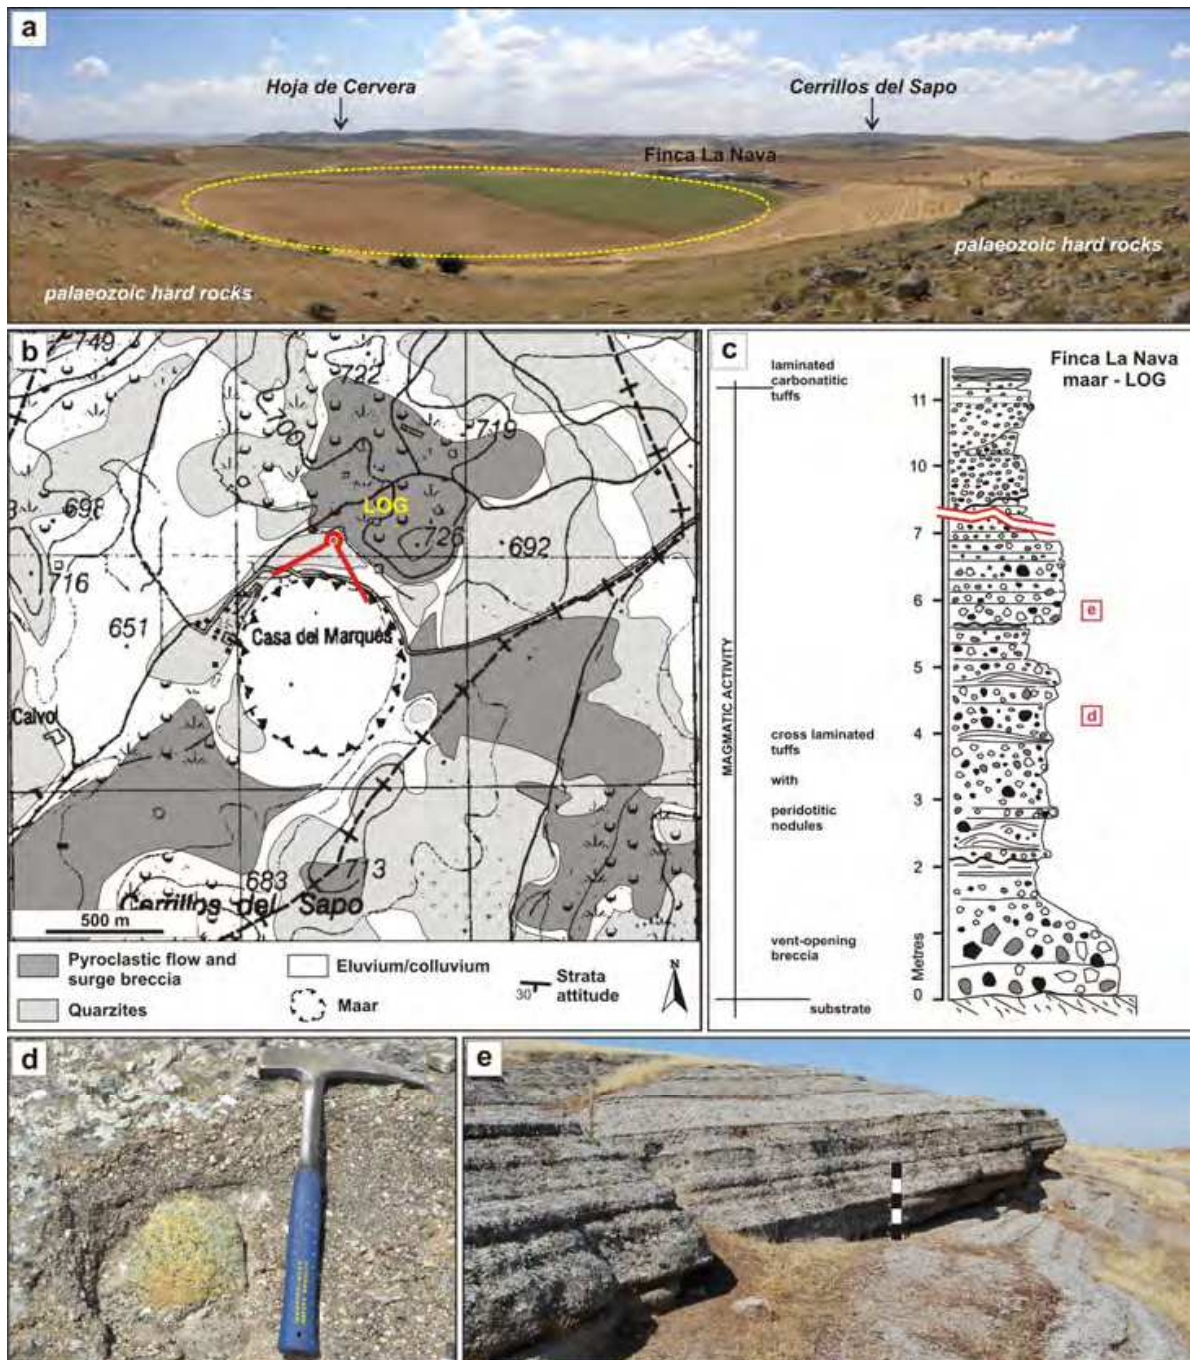 a
Hoja de Cervera
Cerrillos del Sapo
Finca La Nava
palaeozoic hard rocks
palaeozoic hard rocks
b
749
722
700
719
LOG
698
726
692
716
651
Casa del Marqués
Calvo
713
683
Cerrillos del Sapo
500 m
Pyroclastic flow and
surge breccia
Quarzites
Eluvium/colluvium
Maar
30
Strata
attitude
N
c
Finca La Nava
maar - LOG
laminated
carbonatitic
tuffs
MAGMATIC ACTIVITY
cross laminated
tuffs
with
peridotitic
nodules
vent-opening
breccia
substrate
11
10
7
6
5
4
3
2
0
Metres
e
d
d
e